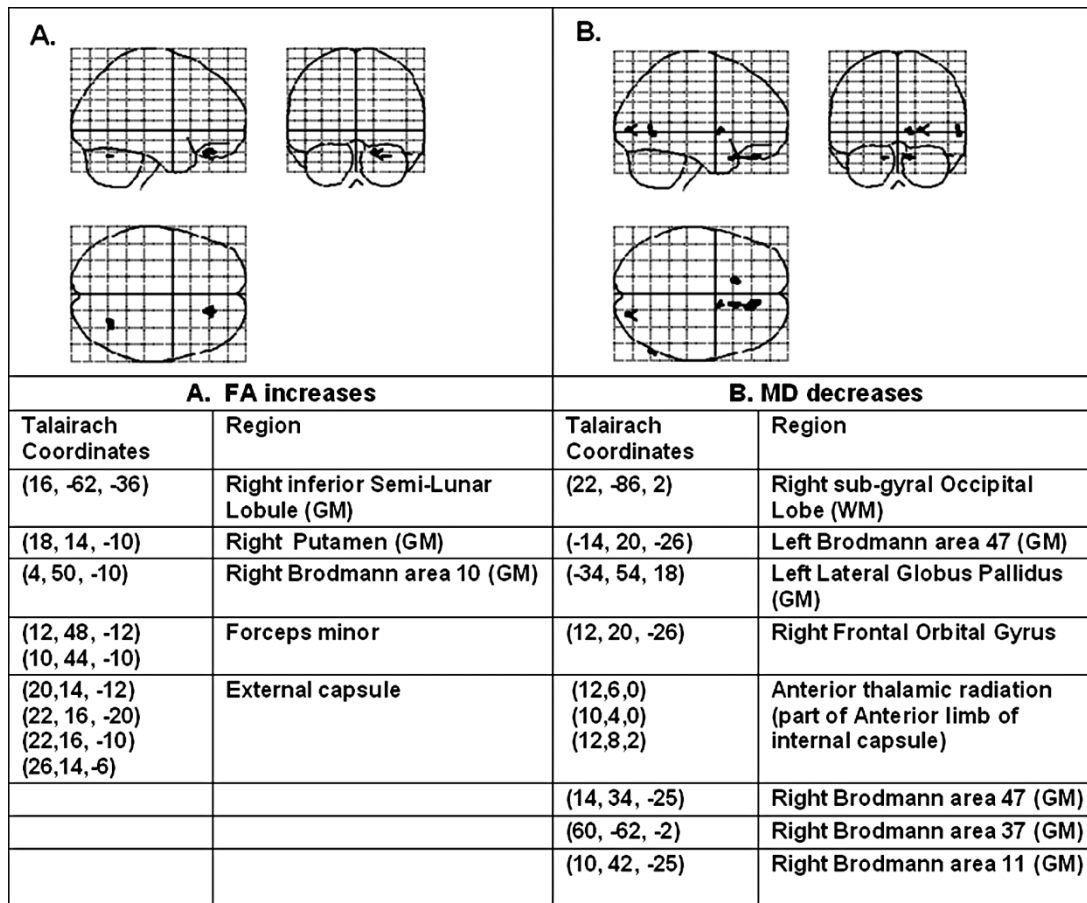 A.
B.
A. FA increases
B. MD decreases
Talairach
Coordinates
Region
Talairach
Coordinates
Region
(16, -62, -36)
Right inferior Semi-Lunar
Lobule (GM)
(22, -86, 2)
Right sub-gyral Occipital
Lobe (WM)
(18, 14, -10)
Right Putamen (GM)
(-14, 20, -26)
Left Brodmann area 47 (GM)
(4, 50, -10)
Right Brodmann area 10 (GM)
(-34, 54, 18)
Left Lateral Globus Pallidus
(GM)
(12, 48, -12)
(10, 44, -10)
Forceps minor
(12, 20, -26)
Right Frontal Orbital Gyrus
(20,14, -12)
(22, 16, -20)
(22,16, -10)
(26,14,-6)
External capsule
(12,6,0)
(10,4,0)
(12,8,2)
Anterior thalamic radiation
(part of Anterior limb of
internal capsule)
(14, 34, -25)
Right Brodmann area 47 (GM)
(60, -62, -2)
Right Brodmann area 37 (GM)
(10, 42, -25)
Right Brodmann area 11 (GM)